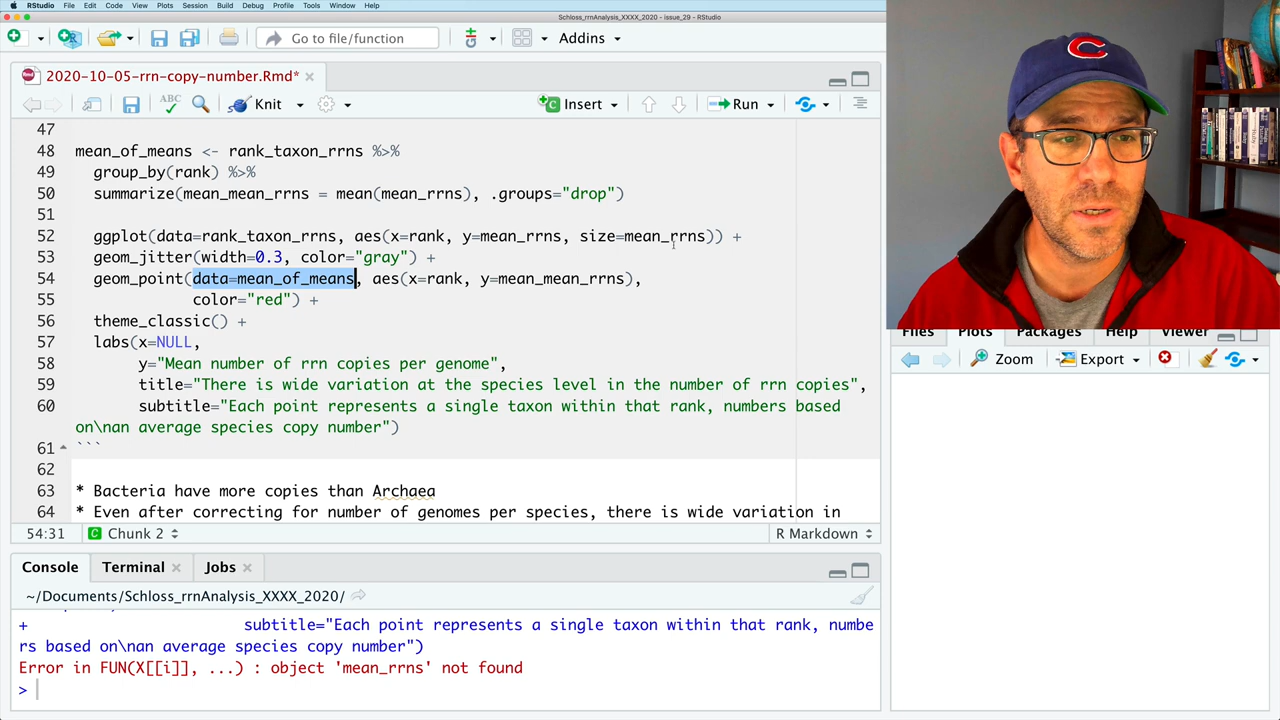 RStudio File Edit Code View Plots Session Build Debug Profile Tools Window Help
Schloss_rrnAnalysis_XXXX_2020 - issue_29 - RStudio
Go to file/function
Addins
2020-10-05-rrn-copy-number.Rmd*
ABC
Knit
Insert
Run
47
48 mean_of_means <- rank_taxon_rrns %>%
49 group_by(rank) %>%
50 summarize(mean_mean_rrns = mean(mean_rrns), .groups="drop")
51
52 ggplot(data=rank_taxon_rrns, aes(x=rank, y=mean_rrns, size=mean_rrns)) +
53 geom_jitter(width=0.3, color="gray") +
54 geom_point(data=mean_of_means, aes(x=rank, y=mean_mean_rrns),
55 color="red") +
56 theme_classic() +
57 labs(x=NULL,
58 y="Mean number of rrn copies per genome",
59 title="There is wide variation at the species level in the number of rrn copies",
60 subtitle="Each point represents a single taxon within that rank, numbers based
on\nan average species copy number")
61 ```
62
63 * Bacteria have more copies than Archaea
64 * Even after correcting for number of genomes per species, there is wide variation in
54:31 Chunk 2 R Markdown
Console Terminal Jobs
~/Documents/Schloss_rrnAnalysis_XXXX_2020/
+ subtitle="Each point represents a single taxon within that rank, numbe
rs based on\nan average species copy number")
Error in FUN(X[[i]], ...) : object 'mean_rrns' not found
>
Files Plots Packages Help Viewer
Zoom Export